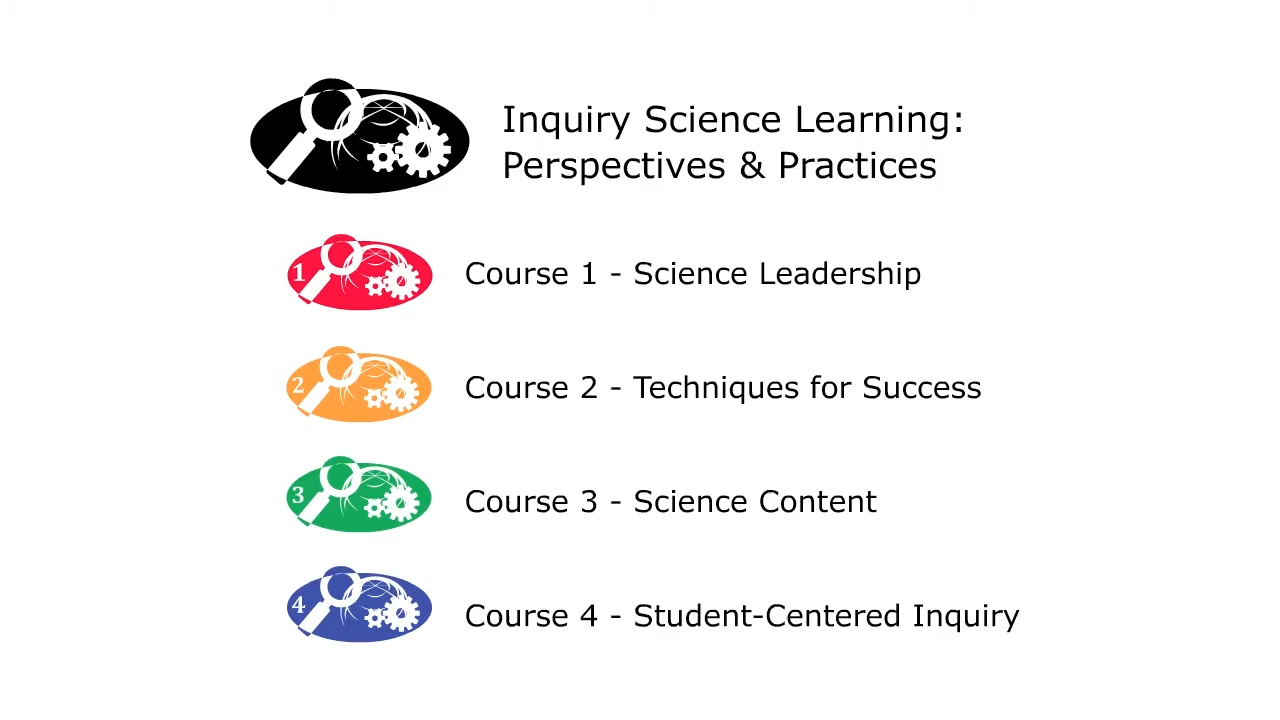 Inquiry Science Learning:
Perspectives & Practices
1
Course 1 - Science Leadership
2
Course 2 - Techniques for Success
3
Course 3 - Science Content
4
Course 4 - Student-Centered Inquiry